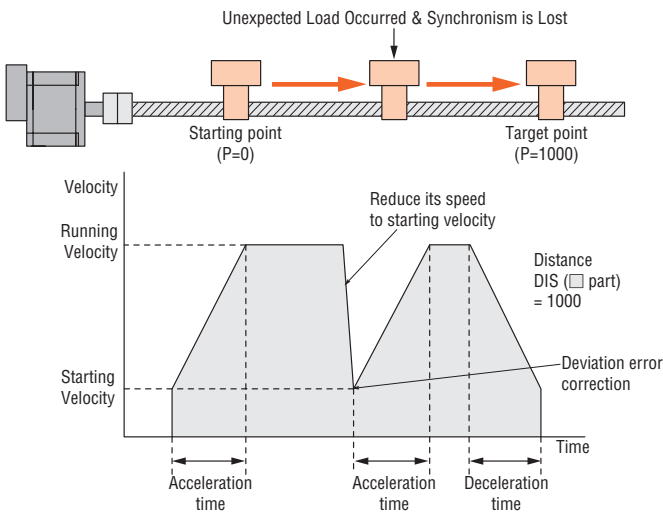 Unexpected Load Occurred & Synchronism is Lost
Starting point
(P=0)
Target point
(P=1000)
Velocity
Reduce its speed
to starting velocity
Running
Velocity
Distance
DIS (□ part)
= 1000
Starting
Velocity
Deviation error
correction
Time
Acceleration
time
Acceleration
time
Deceleration
time